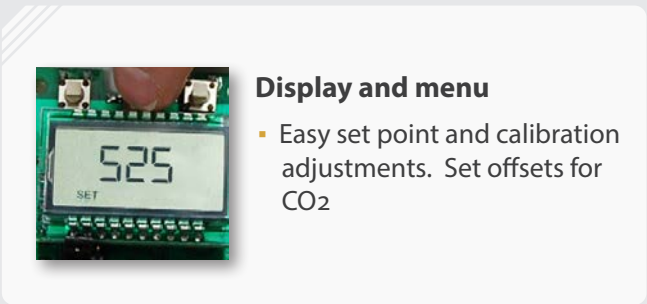 Display and menu
525
SET
▪ Easy set point and calibration
adjustments.  Set offsets for
CO2